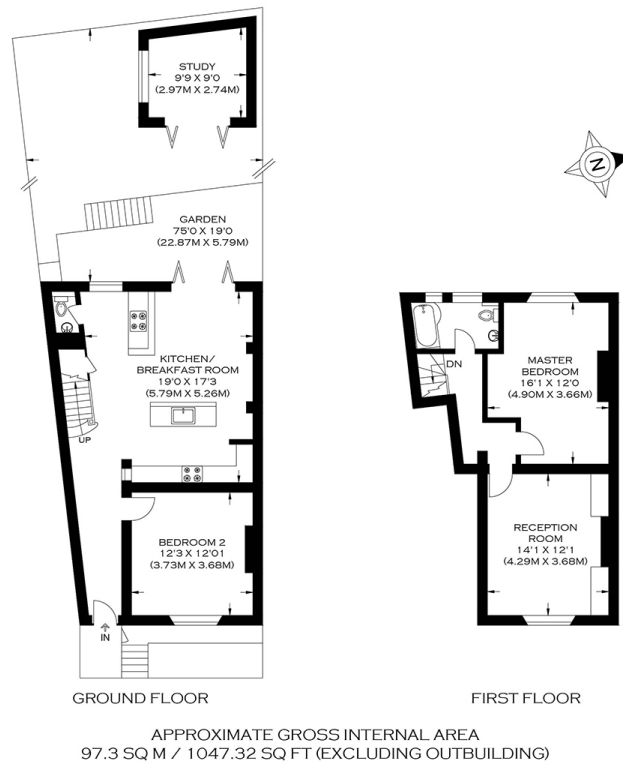 STUDY
9'9 X 9'0
(2.97M X 2.74M)
N
GARDEN
75'0 X 19'0
(22.87M X 5.79M)
KITCHEN/
BREAKFAST ROOM
19'0 X 17'3
(5.79M X 5.26M)
UP
BEDROOM 2
12'3 X 12'01
(3.73M X 3.68M)
IN
DN
MASTER
BEDROOM
16'1 X 12'0
(4.90M X 3.66M)
RECEPTION
ROOM
14'1 X 12'1
(4.29M X 3.68M)
GROUND FLOOR
FIRST FLOOR
APPROXIMATE GROSS INTERNAL AREA
97.3 SQ M / 1047.32 SQ FT (EXCLUDING OUTBUILDING)